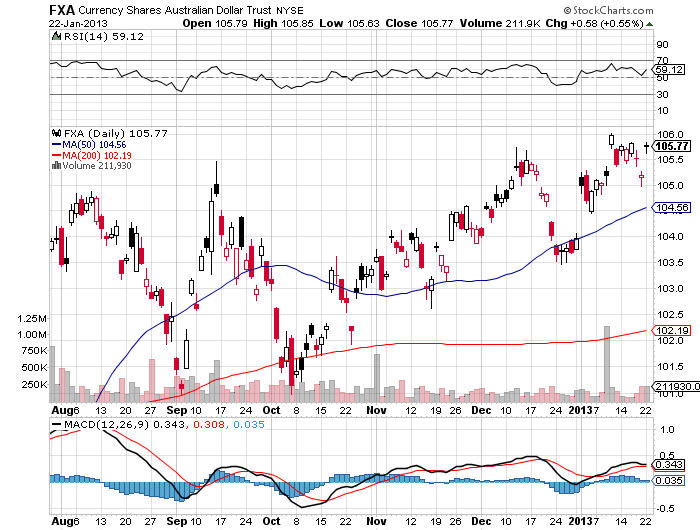 FXA Currency Shares Australian Dollar Trust NYSE © StockCharts.com
22-Jan-2013 Open 105.79 High 105.85 Low 105.63 Close 105.77 Volume 211.9K Chg +0.58 (+0.55%)
RSI(14) 59.12
90
70
59.12
50
30
10
FXA (Daily) 105.77
MA(50) 104.56
MA(200) 102.19
Volume 211,930
105.77
105.5
105.0
104.56
104.0
103.5
103.0
102.5
102.19
102.0
101.5
101.0
1.25M
1.00M
750K
500K
250K
211930.0
Aug 6 13 20 27 Sep 10 17 24 Oct 8 15 22 Nov 12 19 26 Dec 10 17 24 2013 7 14 22
MACD(12,26,9) 0.343, 0.308, 0.035
1.0
0.343
0.035
-0.5
Aug 6 13 20 27 Sep 10 17 24 Oct 8 15 22 Nov 12 19 26 Dec 10 17 24 2013 7 14 22